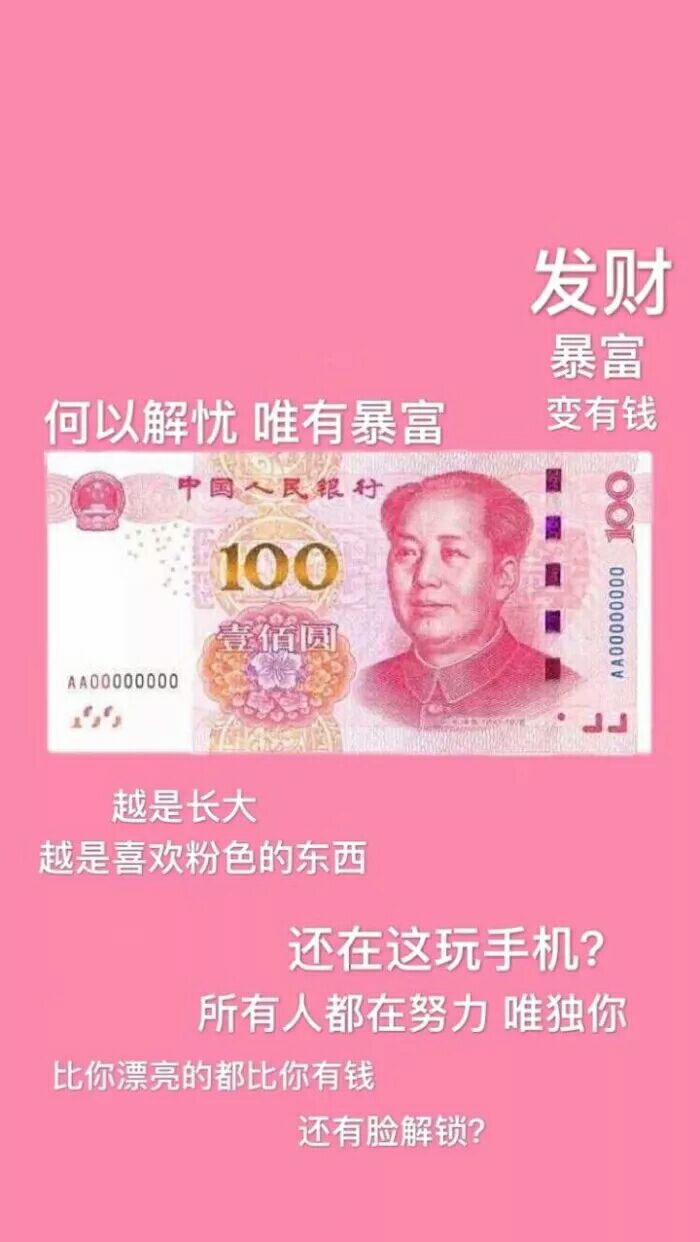 发财
暴富
变有钱
何以解忧 唯有暴富
中国人民银行
100
100
壹佰圆
AA00000000
AA00000000
越是长大
越是喜欢粉色的东西
还在这玩手机?
所有人都在努力 唯独你
比你漂亮的都比你有钱
还有脸解锁?